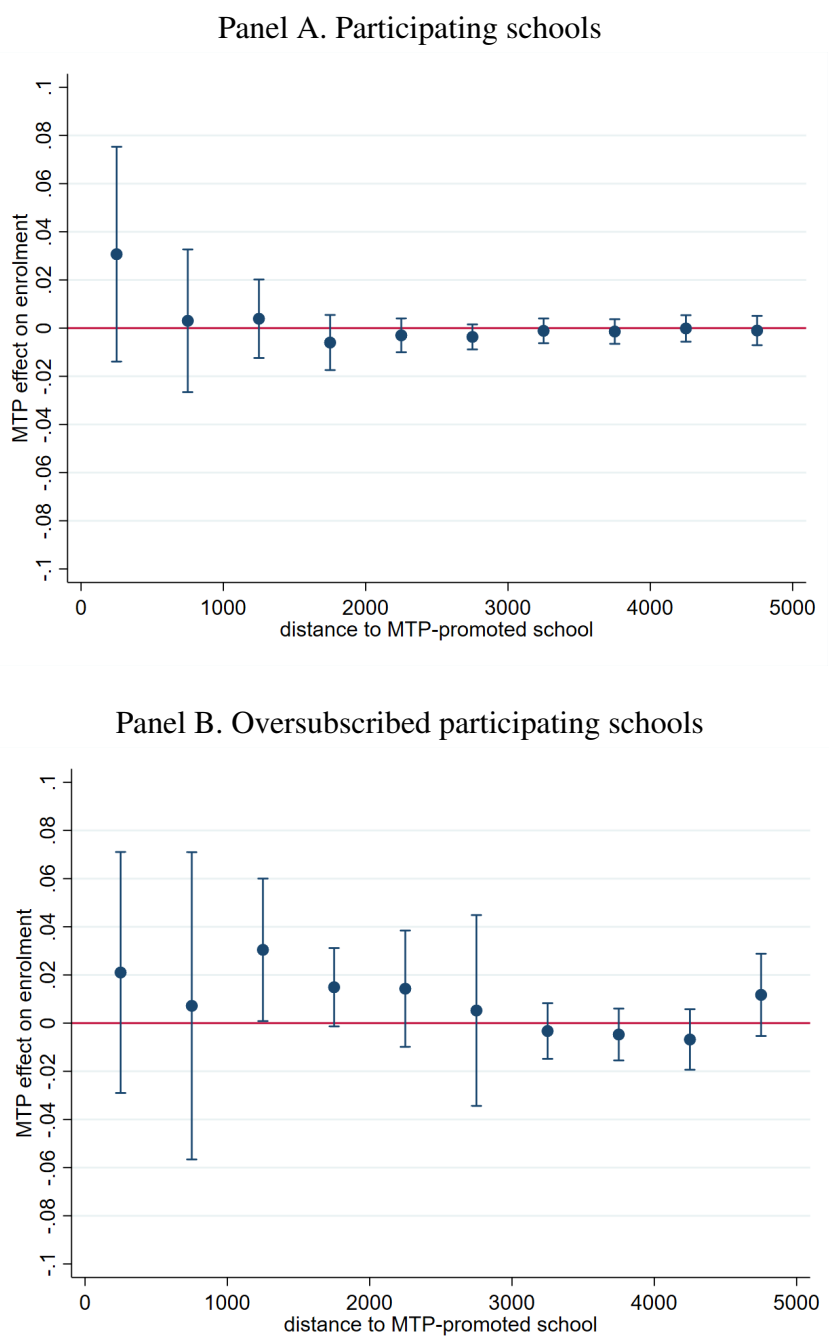 Panel A. Participating schools
MTP effect on enrolment
.1
.08
.06
.04
.02
0
-.02
-.04
-.06
-.08
-.1
0 1000 2000 3000 4000 5000
distance to MTP-promoted school
Panel B. Oversubscribed participating schools
MTP effect on enrolment
.1
.08
.06
.04
.02
0
-.02
-.04
-.06
-.08
-.1
0 1000 2000 3000 4000 5000
distance to MTP-promoted school